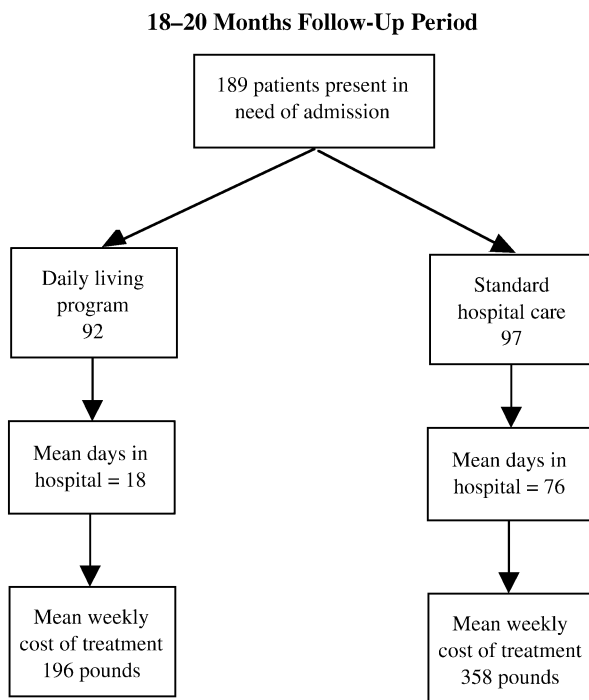 18–20 Months Follow-Up Period
189 patients present in
need of admission
Daily living
program
92
Standard
hospital care
97
Mean days in
hospital = 18
Mean days in
hospital = 76
Mean weekly
cost of treatment
196 pounds
Mean weekly
cost of treatment
358 pounds